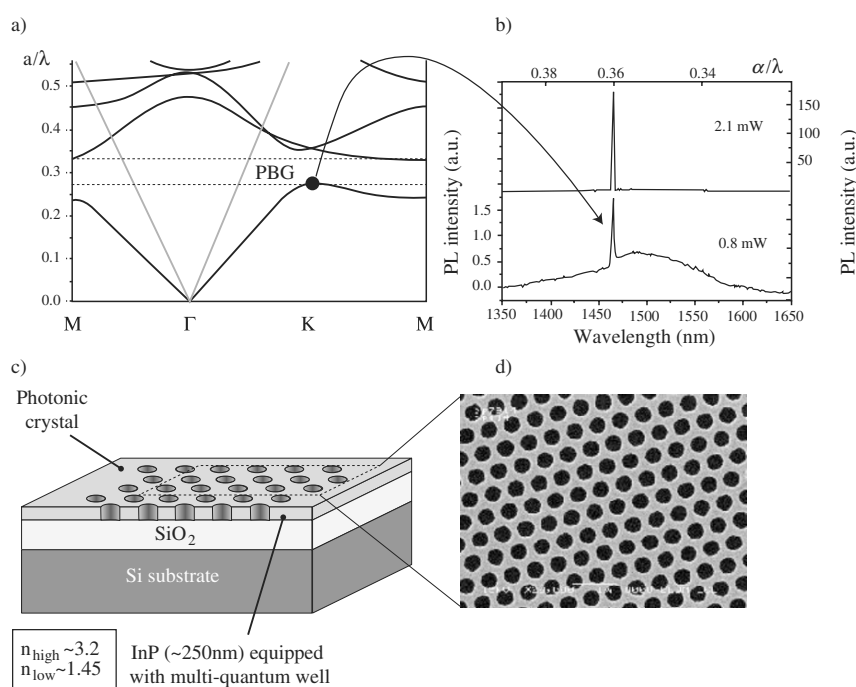 a)
a/λ
0.5
0.4
0.3
0.2
0.1
0.0
PBG
M
Γ
K
M
b)
0.38
0.36
0.34
α/λ
PL intensity (a.u.)
2.1 mW
150
100
50
PL intensity (a.u.)
1.5
1.0
0.5
0.0
0.8 mW
1350
1400
1450
1500
1550
1600
1650
Wavelength (nm)
c)
Photonic
crystal
SiO2
Si substrate
nhigh ~3.2
nlow ~1.45
InP (~250nm) equipped
with multi-quantum well
d)